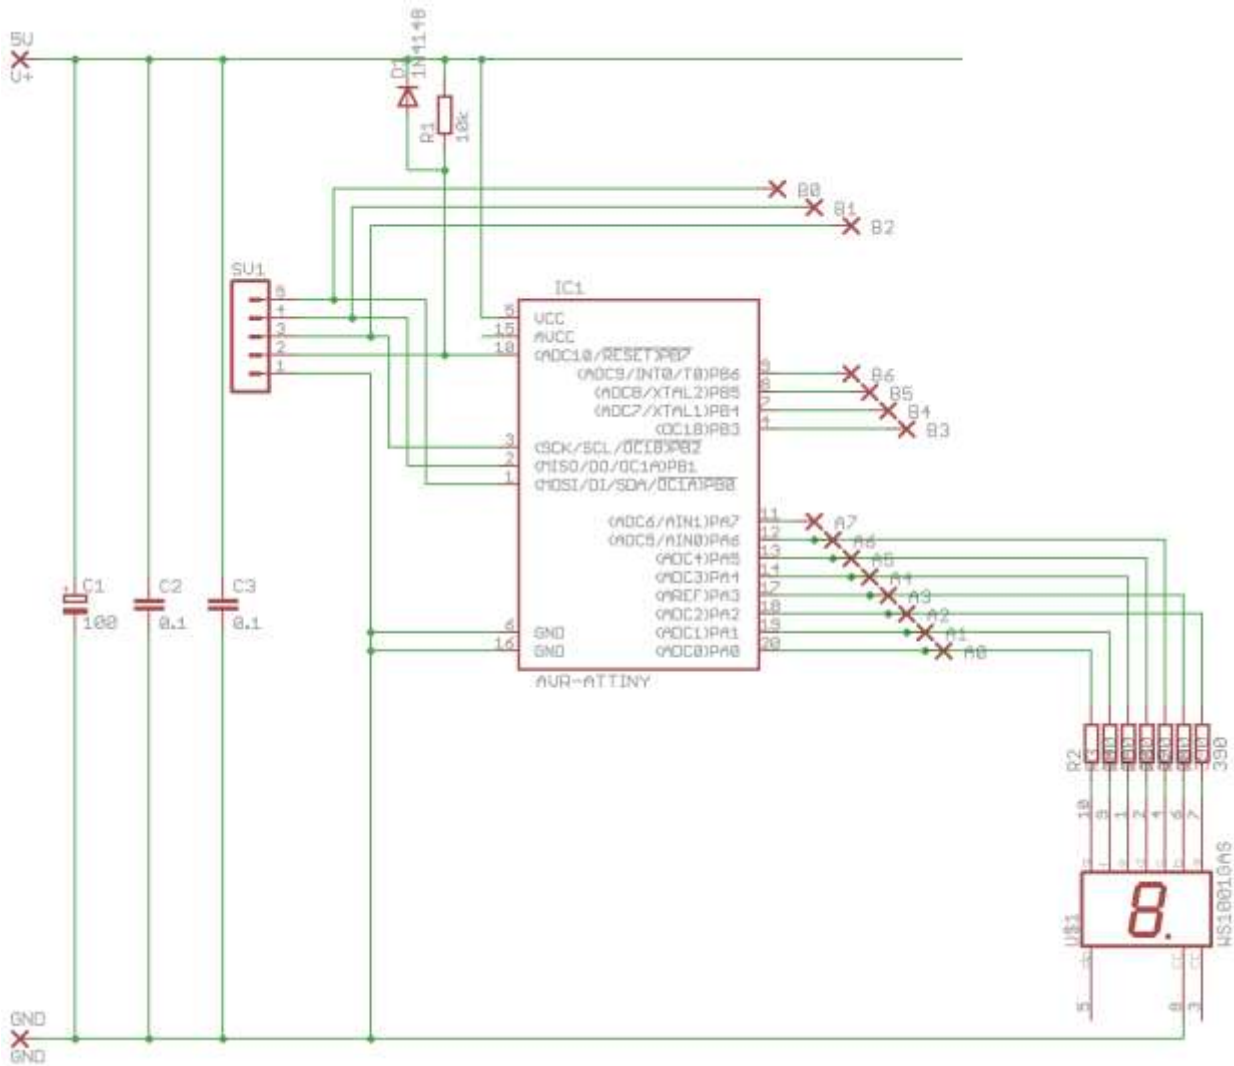 5V
V+
D1
1N4148
R1
10k
B0
B1
B2
SV1
5
4
3
2
1
IC1
5
VCC
15
AVCC
10
(ADC10/RESET)PB7
(ADC9/INT0/T0)PB6
9
B6
(ADC8/XTAL2)PB5
8
B5
(ADC7/XTAL1)PB4
7
B4
(OC1B)PB3
4
B3
3
(SCK/SCL/OC1B)PB2
2
(MISO/DO/OC1A)PB1
1
(MOSI/DI/SDA/OC1A)PB0
(ADC6/AIN1)PA7
11
A7
(ADC5/AIN0)PA6
12
A6
(ADC4)PA5
13
A5
(ADC3)PA4
14
A4
(AREF)PA3
17
A3
(ADC2)PA2
18
A2
(ADC1)PA1
19
A1
(ADC0)PA0
20
A0
6
GND
16
GND
AVR-ATTINY
C1
100
C2
0.1
C3
0.1
R2
390
10
9
1
2
4
6
7
8.
U$1
WS1001GAS
5
8
3
GND
GND